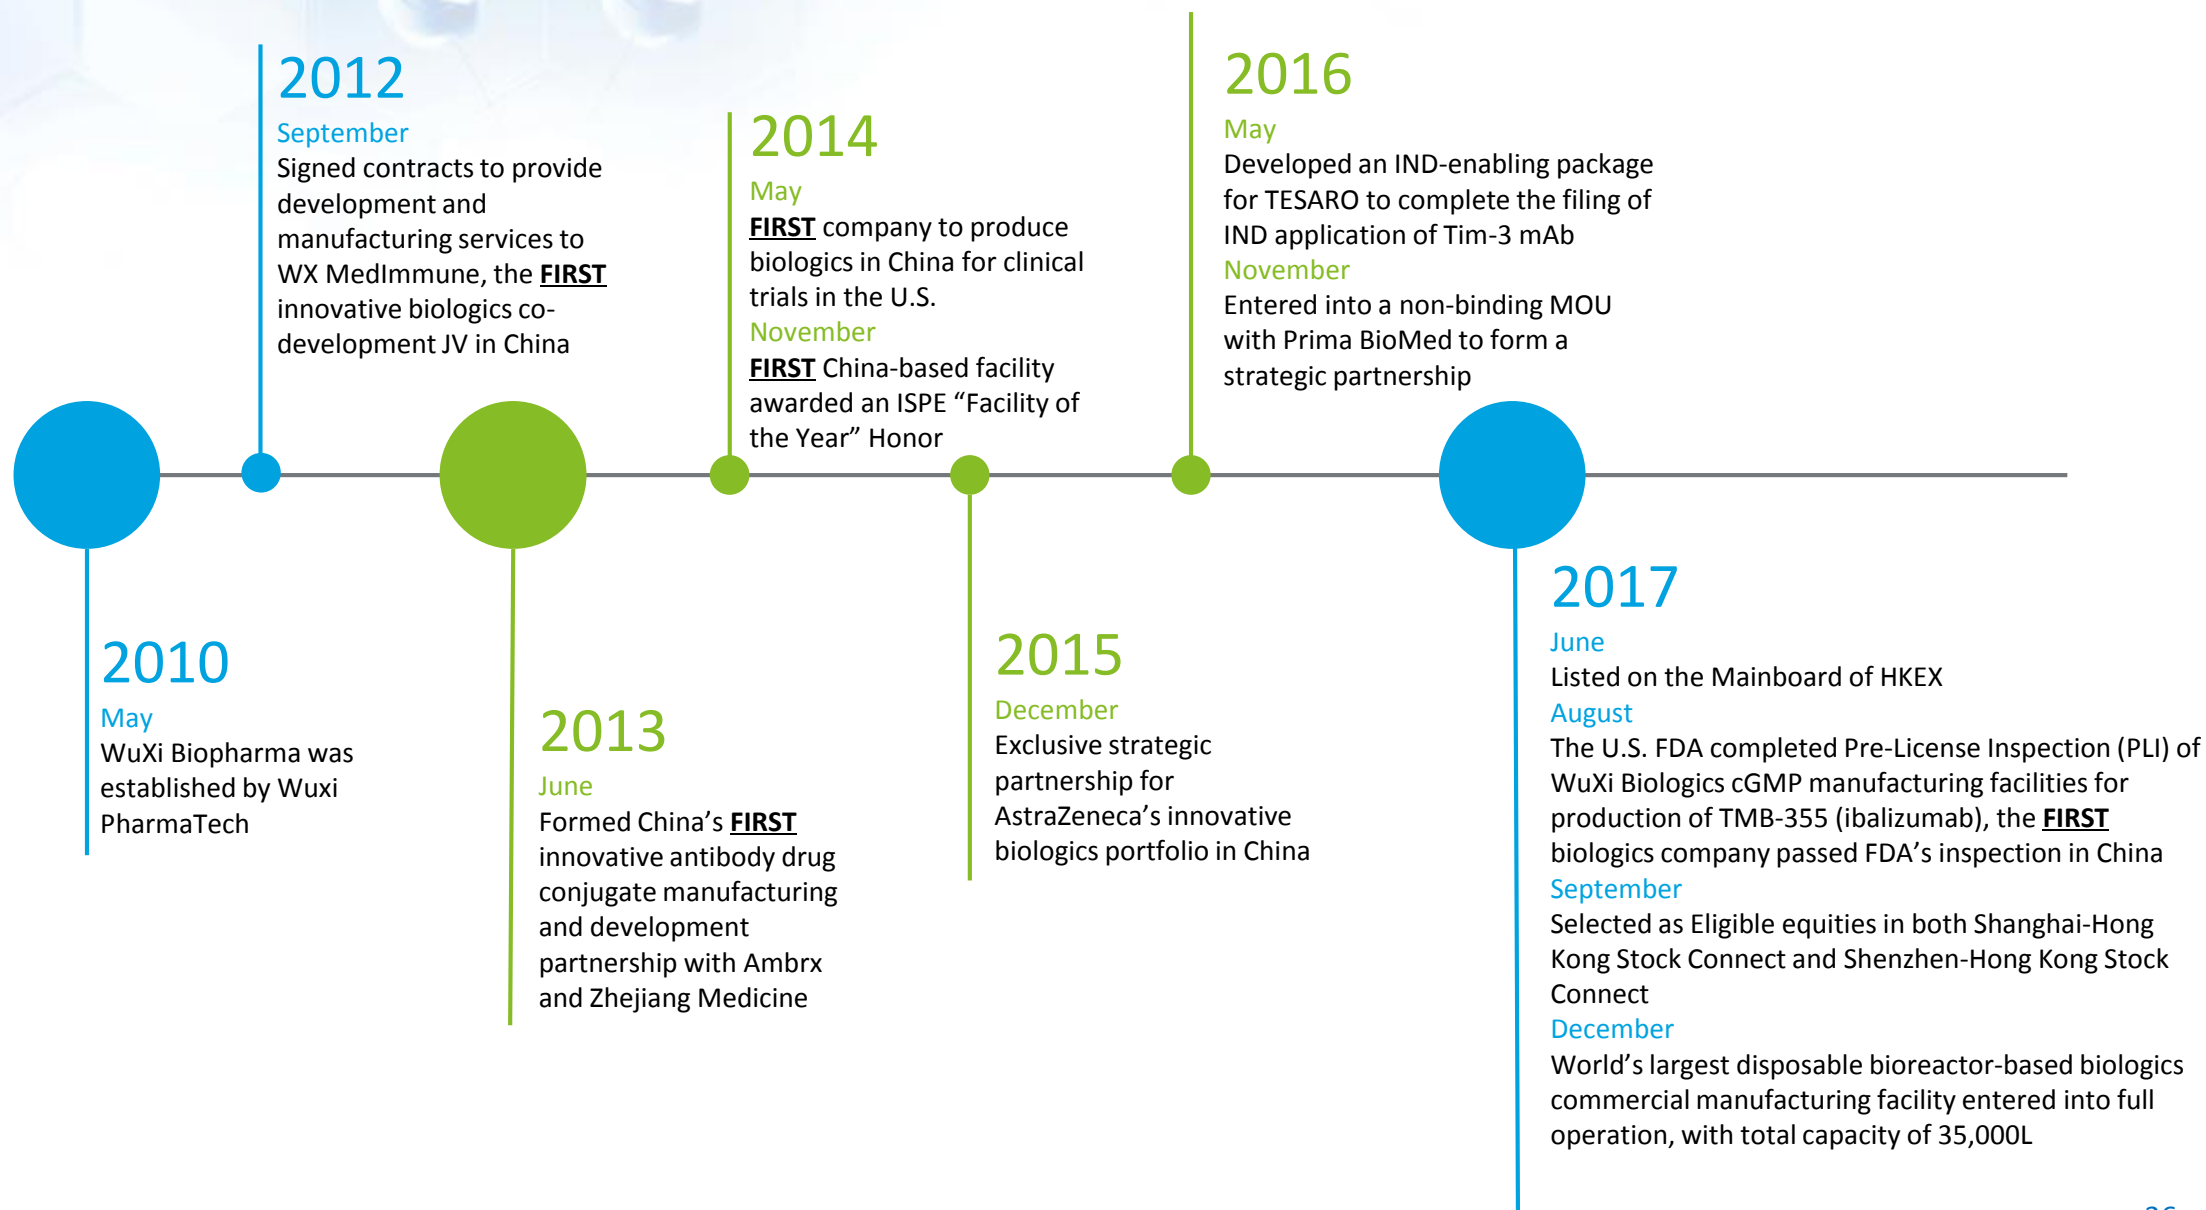 2012
September
Signed contracts to provide
development and
manufacturing services to
WX MedImmune, the FIRST
innovative biologics co-
development JV in China
2014
May
FIRST company to produce
biologics in China for clinical
trials in the U.S.
November
FIRST China-based facility
awarded an ISPE “Facility of
the Year” Honor
2016
May
Developed an IND-enabling package
for TESARO to complete the filing of
IND application of Tim-3 mAb
November
Entered into a non-binding MOU
with Prima BioMed to form a
strategic partnership
2010
May
WuXi Biopharma was
established by Wuxi
PharmaTech
2013
June
Formed China’s FIRST
innovative antibody drug
conjugate manufacturing
and development
partnership with Ambrx
and Zhejiang Medicine
2015
December
Exclusive strategic
partnership for
AstraZeneca’s innovative
biologics portfolio in China
2017
June
Listed on the Mainboard of HKEX
August
The U.S. FDA completed Pre-License Inspection (PLI) of
WuXi Biologics cGMP manufacturing facilities for
production of TMB-355 (ibalizumab), the FIRST
biologics company passed FDA’s inspection in China
September
Selected as Eligible equities in both Shanghai-Hong
Kong Stock Connect and Shenzhen-Hong Kong Stock
Connect
December
World’s largest disposable bioreactor-based biologics
commercial manufacturing facility entered into full
operation, with total capacity of 35,000L